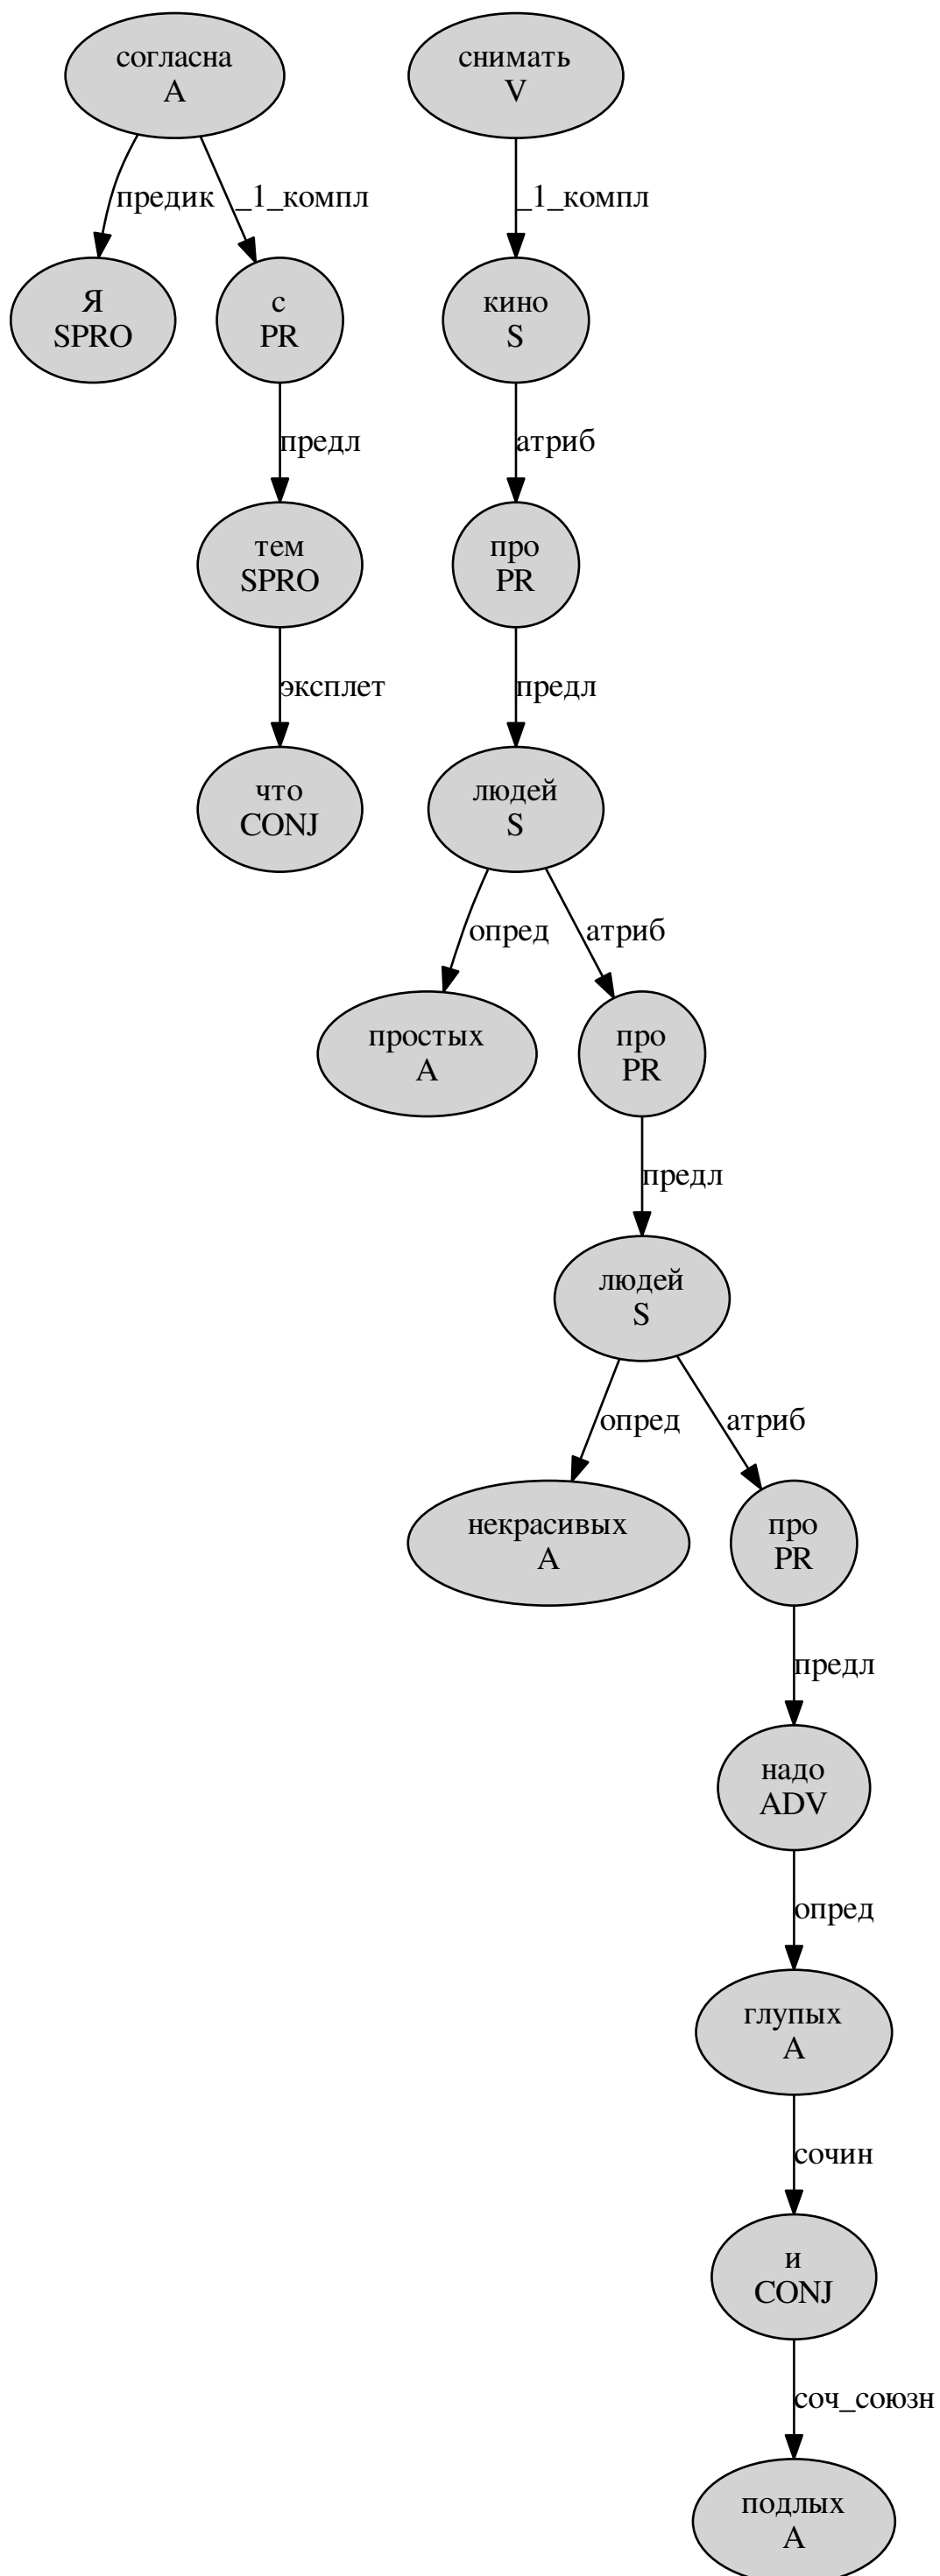 согласна
A
снимать
V
предик
_1_компл
_1_компл
Я
SPRO
с
PR
кино
S
предл
атриб
тем
SPRO
про
PR
эксплет
предл
что
CONJ
людей
S
опред
атриб
простых
A
про
PR
предл
людей
S
опред
атриб
некрасивых
A
про
PR
предл
надо
ADV
опред
глупых
A
сочин
и
CONJ
соч_союзн
подлых
A